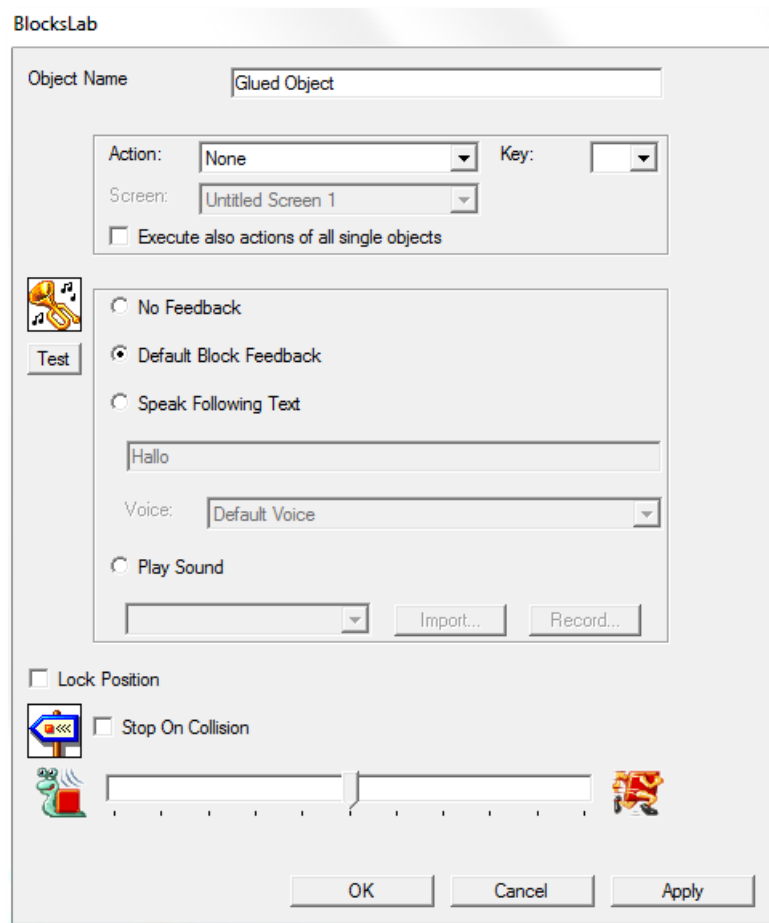 BlocksLab
Object Name Glued Object
Action: None Key:
Screen: Untitled Screen 1
Execute also actions of all single objects
No Feedback
Test Default Block Feedback
Speak Following Text
Hallo
Voice: Default Voice
Play Sound
Import... Record...
Lock Position
Stop On Collision
OK Cancel Apply